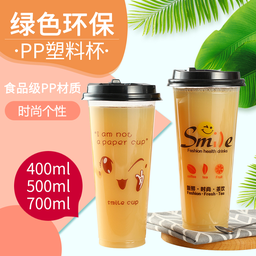 绿色环保
·PP塑料杯·
食品级PP材质
时尚个性
400ml
500ml
700ml
I am not
a paper cup
smile cup
Smile
Fashion health drinks
coffee
tea
新鲜·时尚·茶饮
Fashion·Fresh·Tea